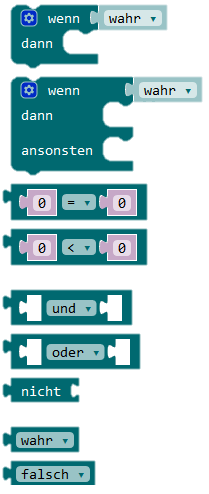 wenn wahr ▾
dann
wenn wahr ▾
dann
ansonsten
0 = ▾ 0
0 < ▾ 0
und ▾
oder ▾
nicht
wahr ▾
falsch ▾